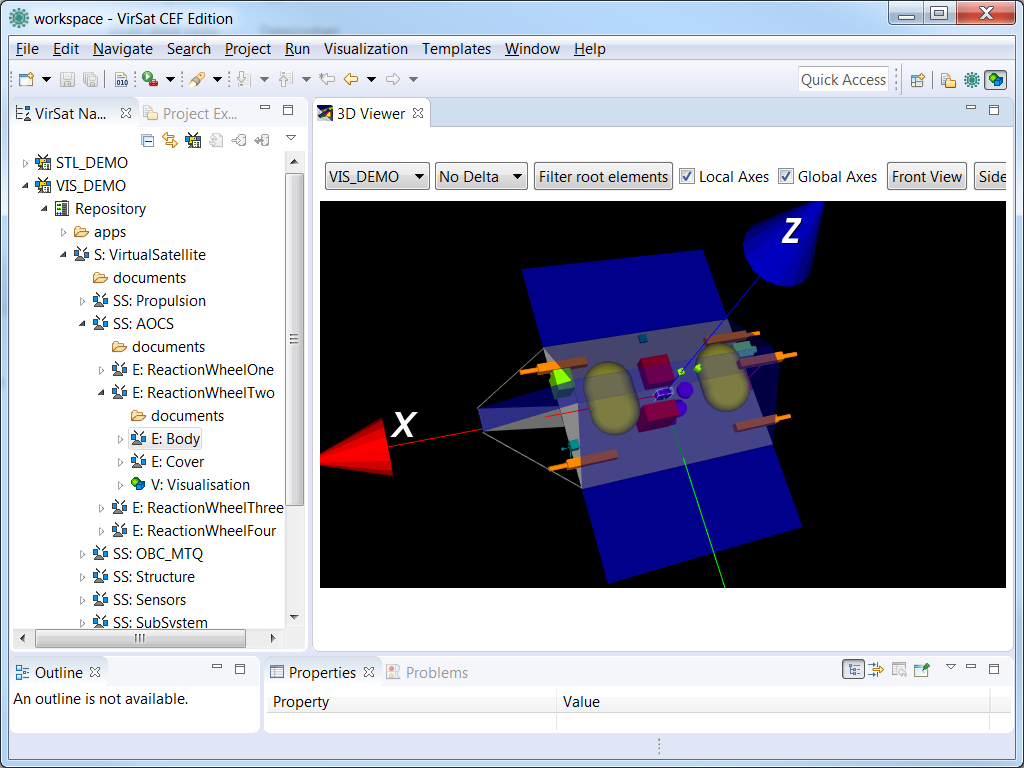 workspace - VirSat CEF Edition
File Edit Navigate Search Project Run Visualization Templates Window Help
010 Quick Access
VirSat Na... Project Ex... 3D Viewer
VIS_DEMO No Delta Filter root elements Local Axes Global Axes Front View Side
STL_DEMO
VIS_DEMO
Repository
apps
S: VirtualSatellite
documents
SS: Propulsion
SS: AOCS
documents
E: ReactionWheelOne
E: ReactionWheelTwo
documents
E: Body
E: Cover
V: Visualisation
E: ReactionWheelThree
E: ReactionWheelFour
SS: OBC_MTQ
SS: Structure
SS: Sensors
SS: SubSystem
Z
X
Outline
An outline is not available.
Properties Problems
Property Value